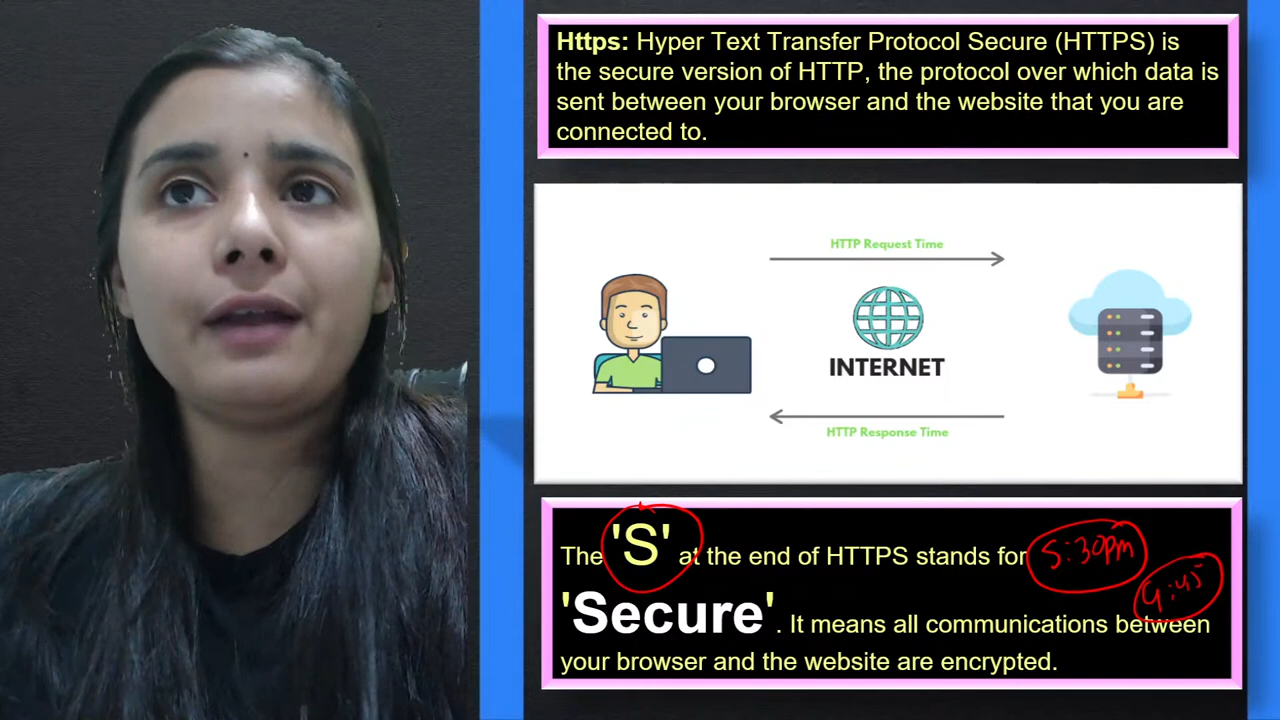 Https: Hyper Text Transfer Protocol Secure (HTTPS) is
the secure version of HTTP, the protocol over which data is
sent between your browser and the website that you are
connected to.
HTTP Request Time
INTERNET
HTTP Response Time
The 'S' at the end of HTTPS stands for 5:30pm
9:45
'Secure'. It means all communications between
your browser and the website are encrypted.